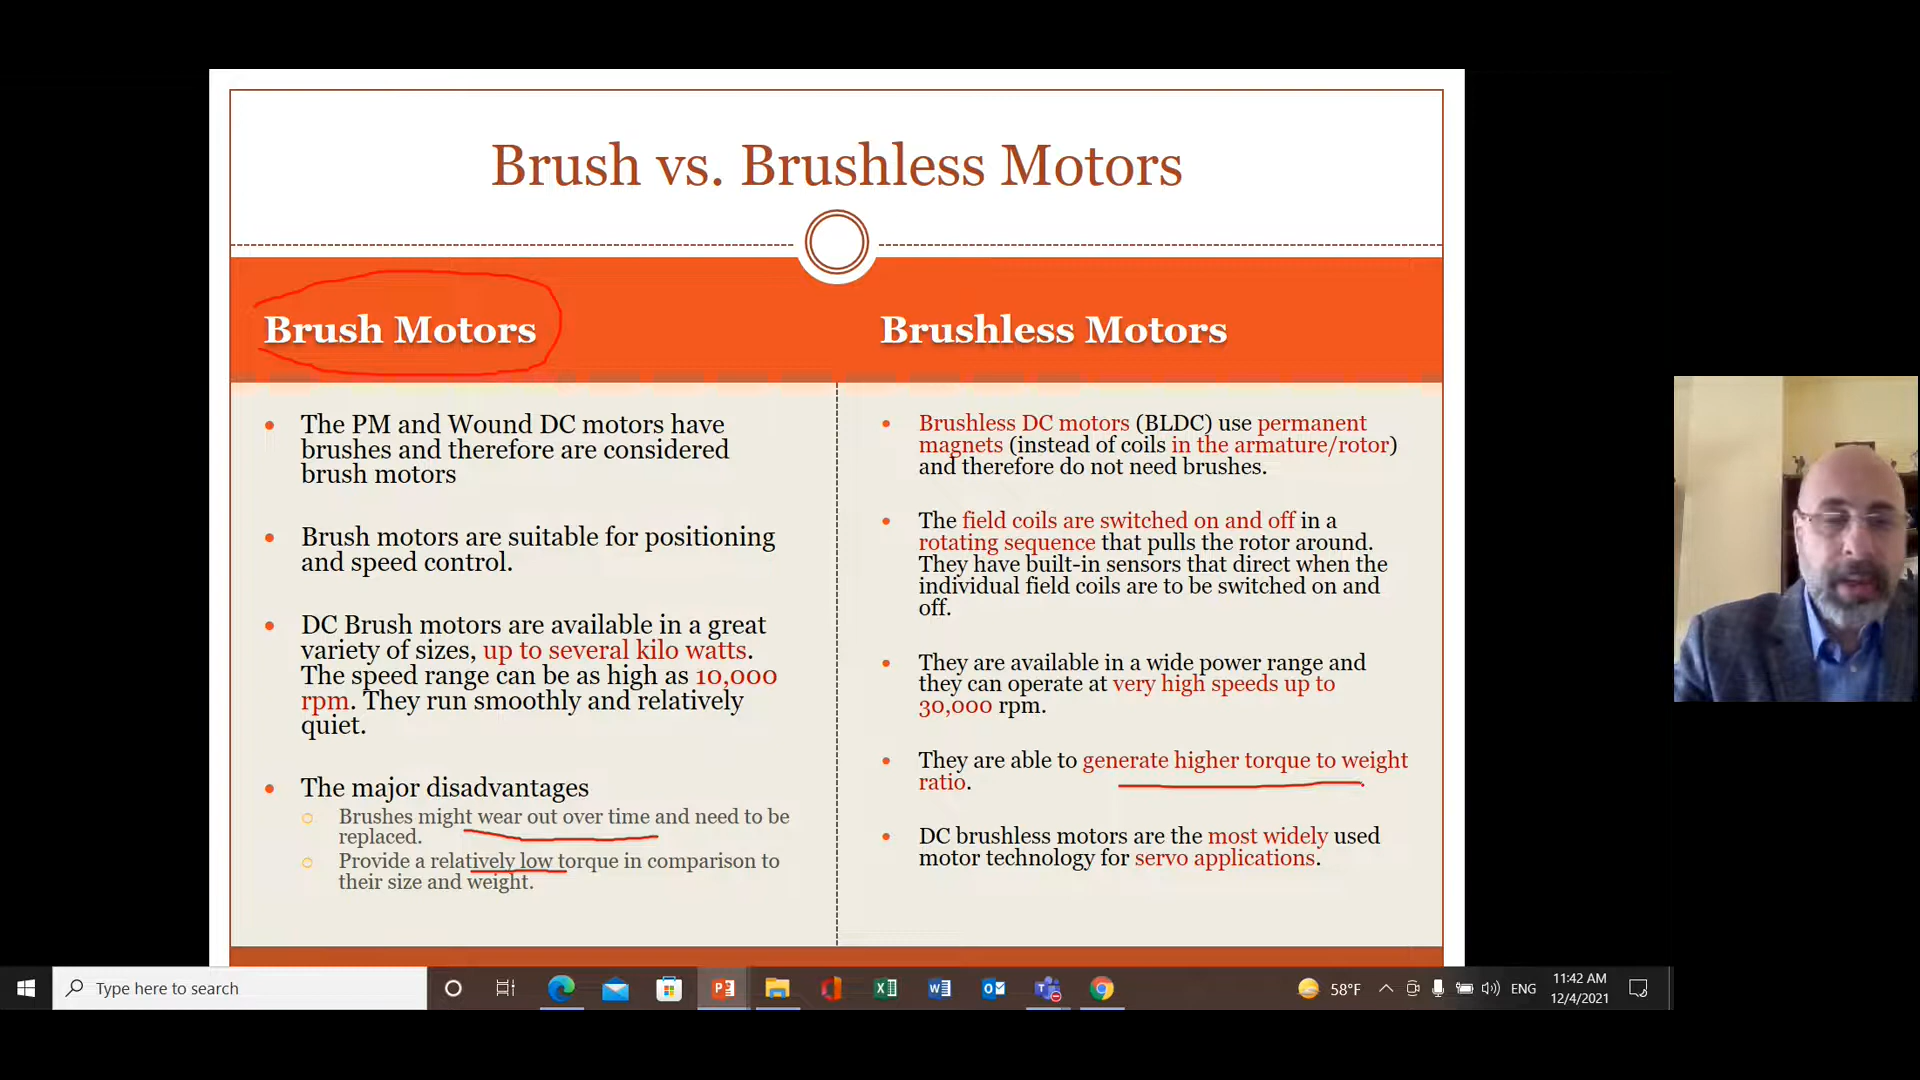 Brush vs. Brushless Motors
Brush Motors
The PM and Wound DC motors have
brushes and therefore are considered
brush motors
Brush motors are suitable for positioning
and speed control.
DC Brush motors are available in a great
variety of sizes, up to several kilo watts.
The speed range can be as high as 10,000
rpm. They run smoothly and relatively
quiet.
The major disadvantages
Brushes might wear out over time and need to be
replaced.
Provide a relatively low torque in comparison to
their size and weight.
Brushless Motors
Brushless DC motors (BLDC) use permanent
magnets (instead of coils in the armature/rotor)
and therefore do not need brushes.
The field coils are switched on and off in a
rotating sequence that pulls the rotor around.
They have built-in sensors that direct when the
individual field coils are to be switched on and
off.
They are available in a wide power range and
they can operate at very high speeds up to
30,000 rpm.
They are able to generate higher torque to weight
ratio.
DC brushless motors are the most widely used
motor technology for servo applications.
Type here to search
58°F
ENG
11:42 AM
12/4/2021